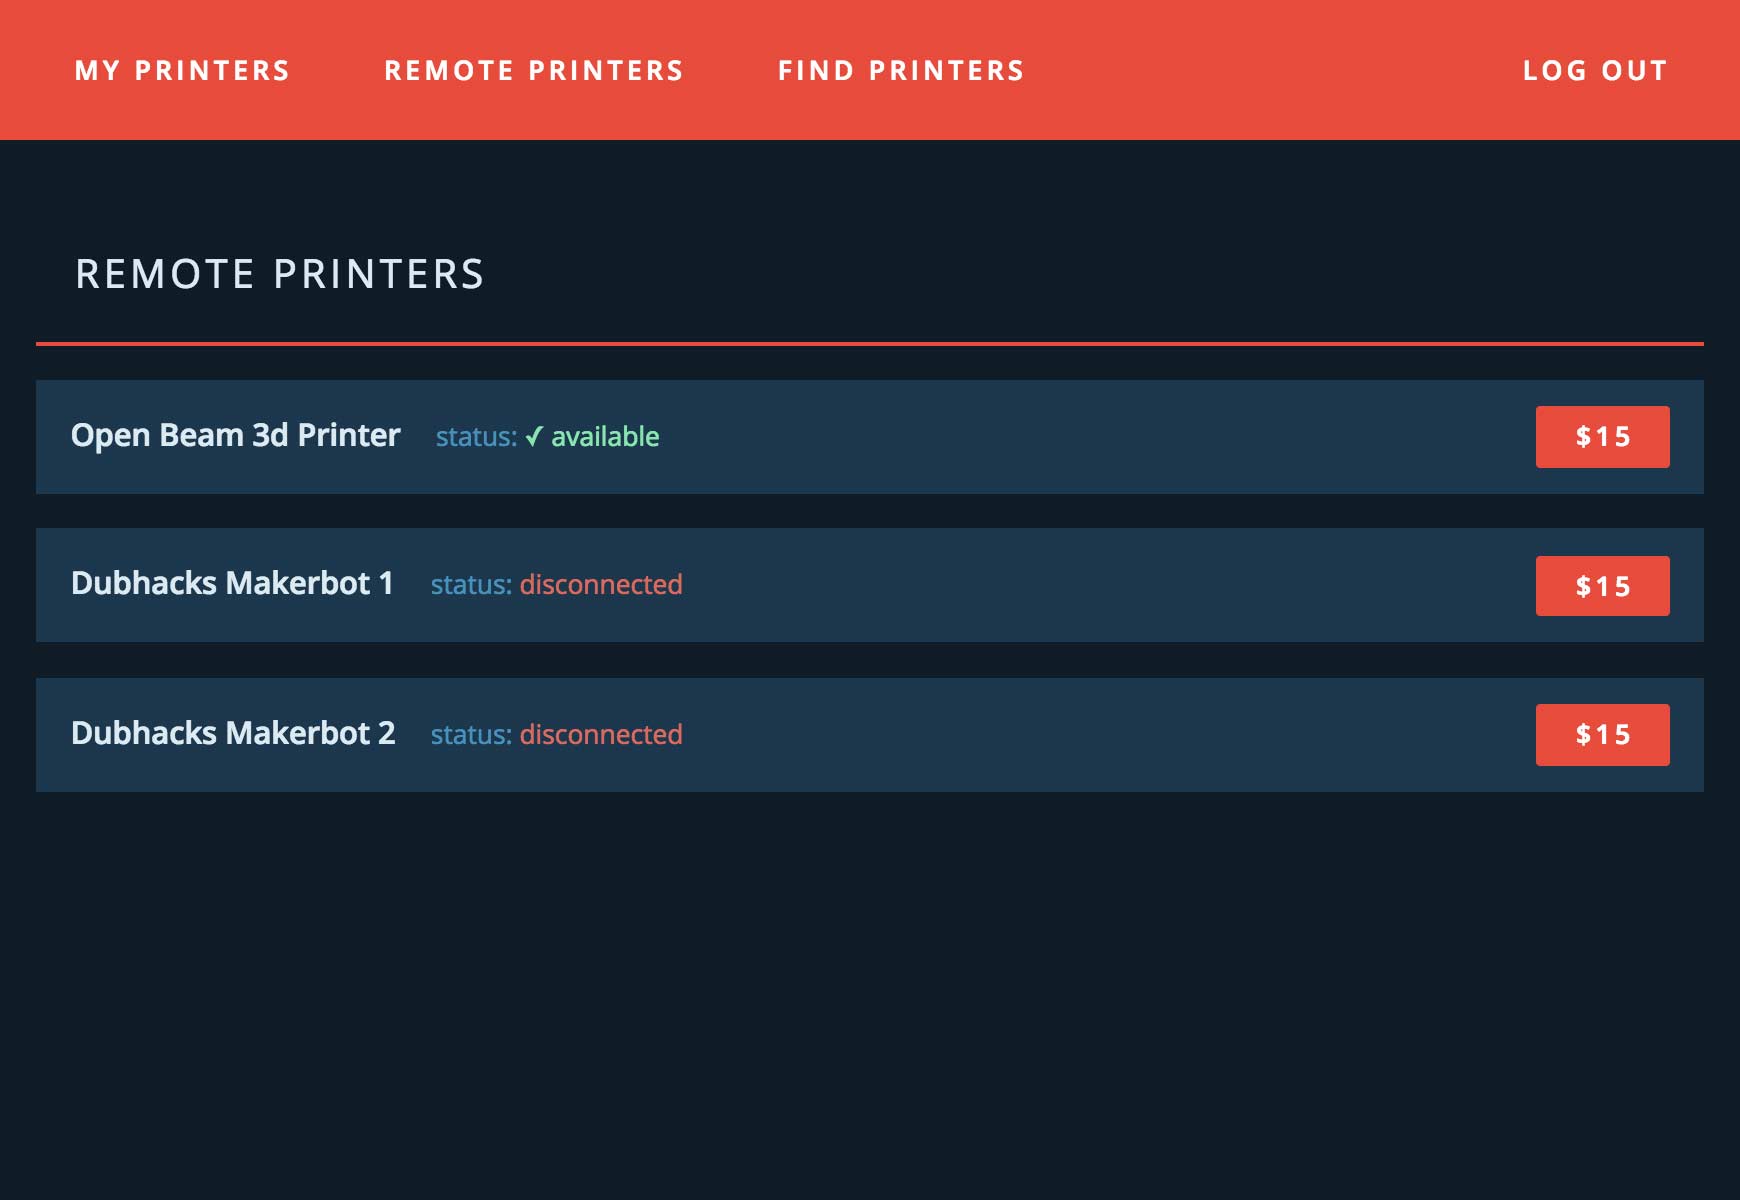 MY PRINTERS REMOTE PRINTERS FIND PRINTERS LOG OUT
REMOTE PRINTERS
Open Beam 3d Printer status: ✓ available $15
Dubhacks Makerbot 1 status: disconnected $15
Dubhacks Makerbot 2 status: disconnected $15